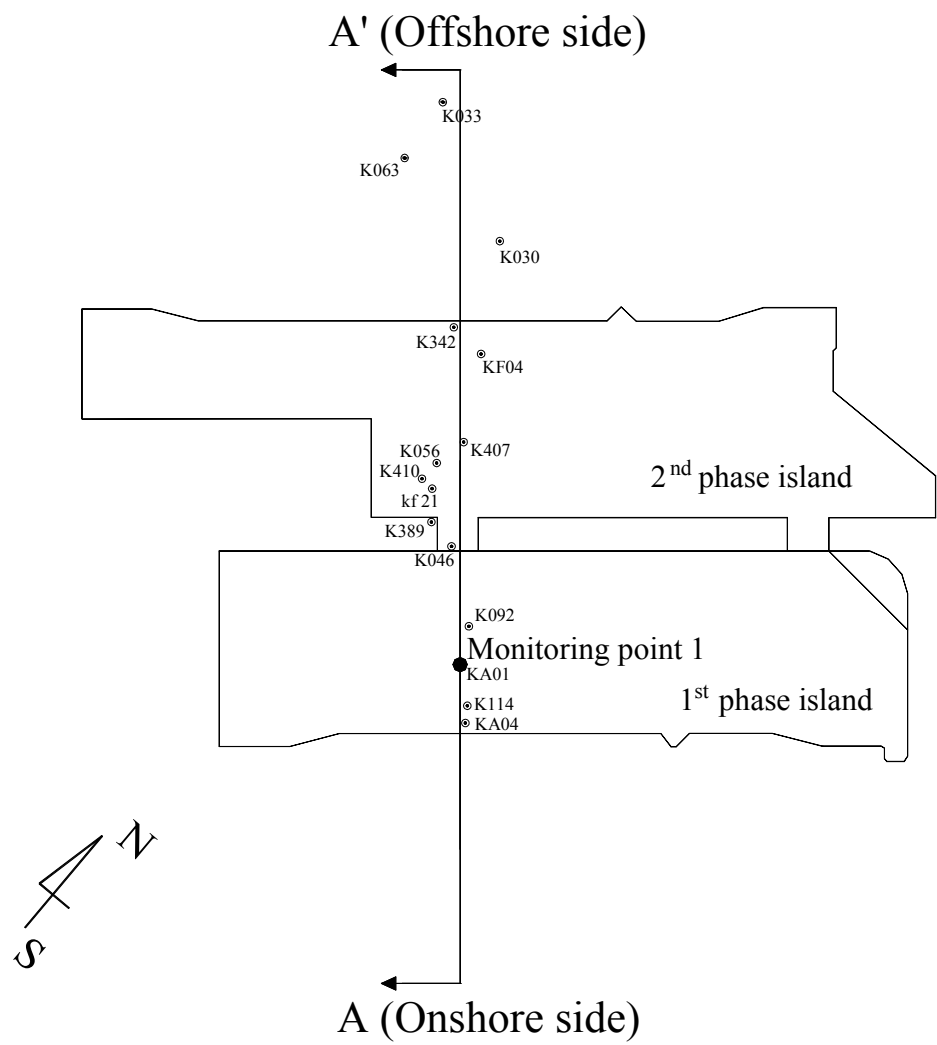 A' (Offshore side)
K033
K063
K030
K342
KF04
K407
K056
K410
kf 21
2nd phase island
K389
K046
K092
Monitoring point 1
KA01
1st phase island
K114
KA04
N
S
A (Onshore side)